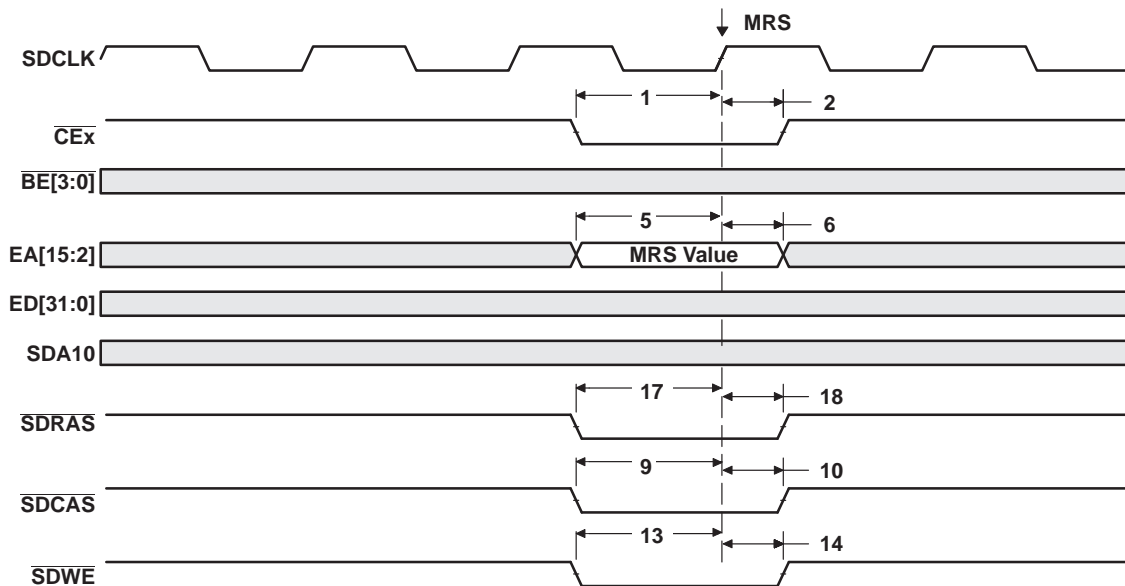 MRS
SDCLK
1
2
CEx
BE[3:0]
5
6
EA[15:2]
MRS Value
ED[31:0]
SDA10
17
18
SDRAS
9
10
SDCAS
13
14
SDWE